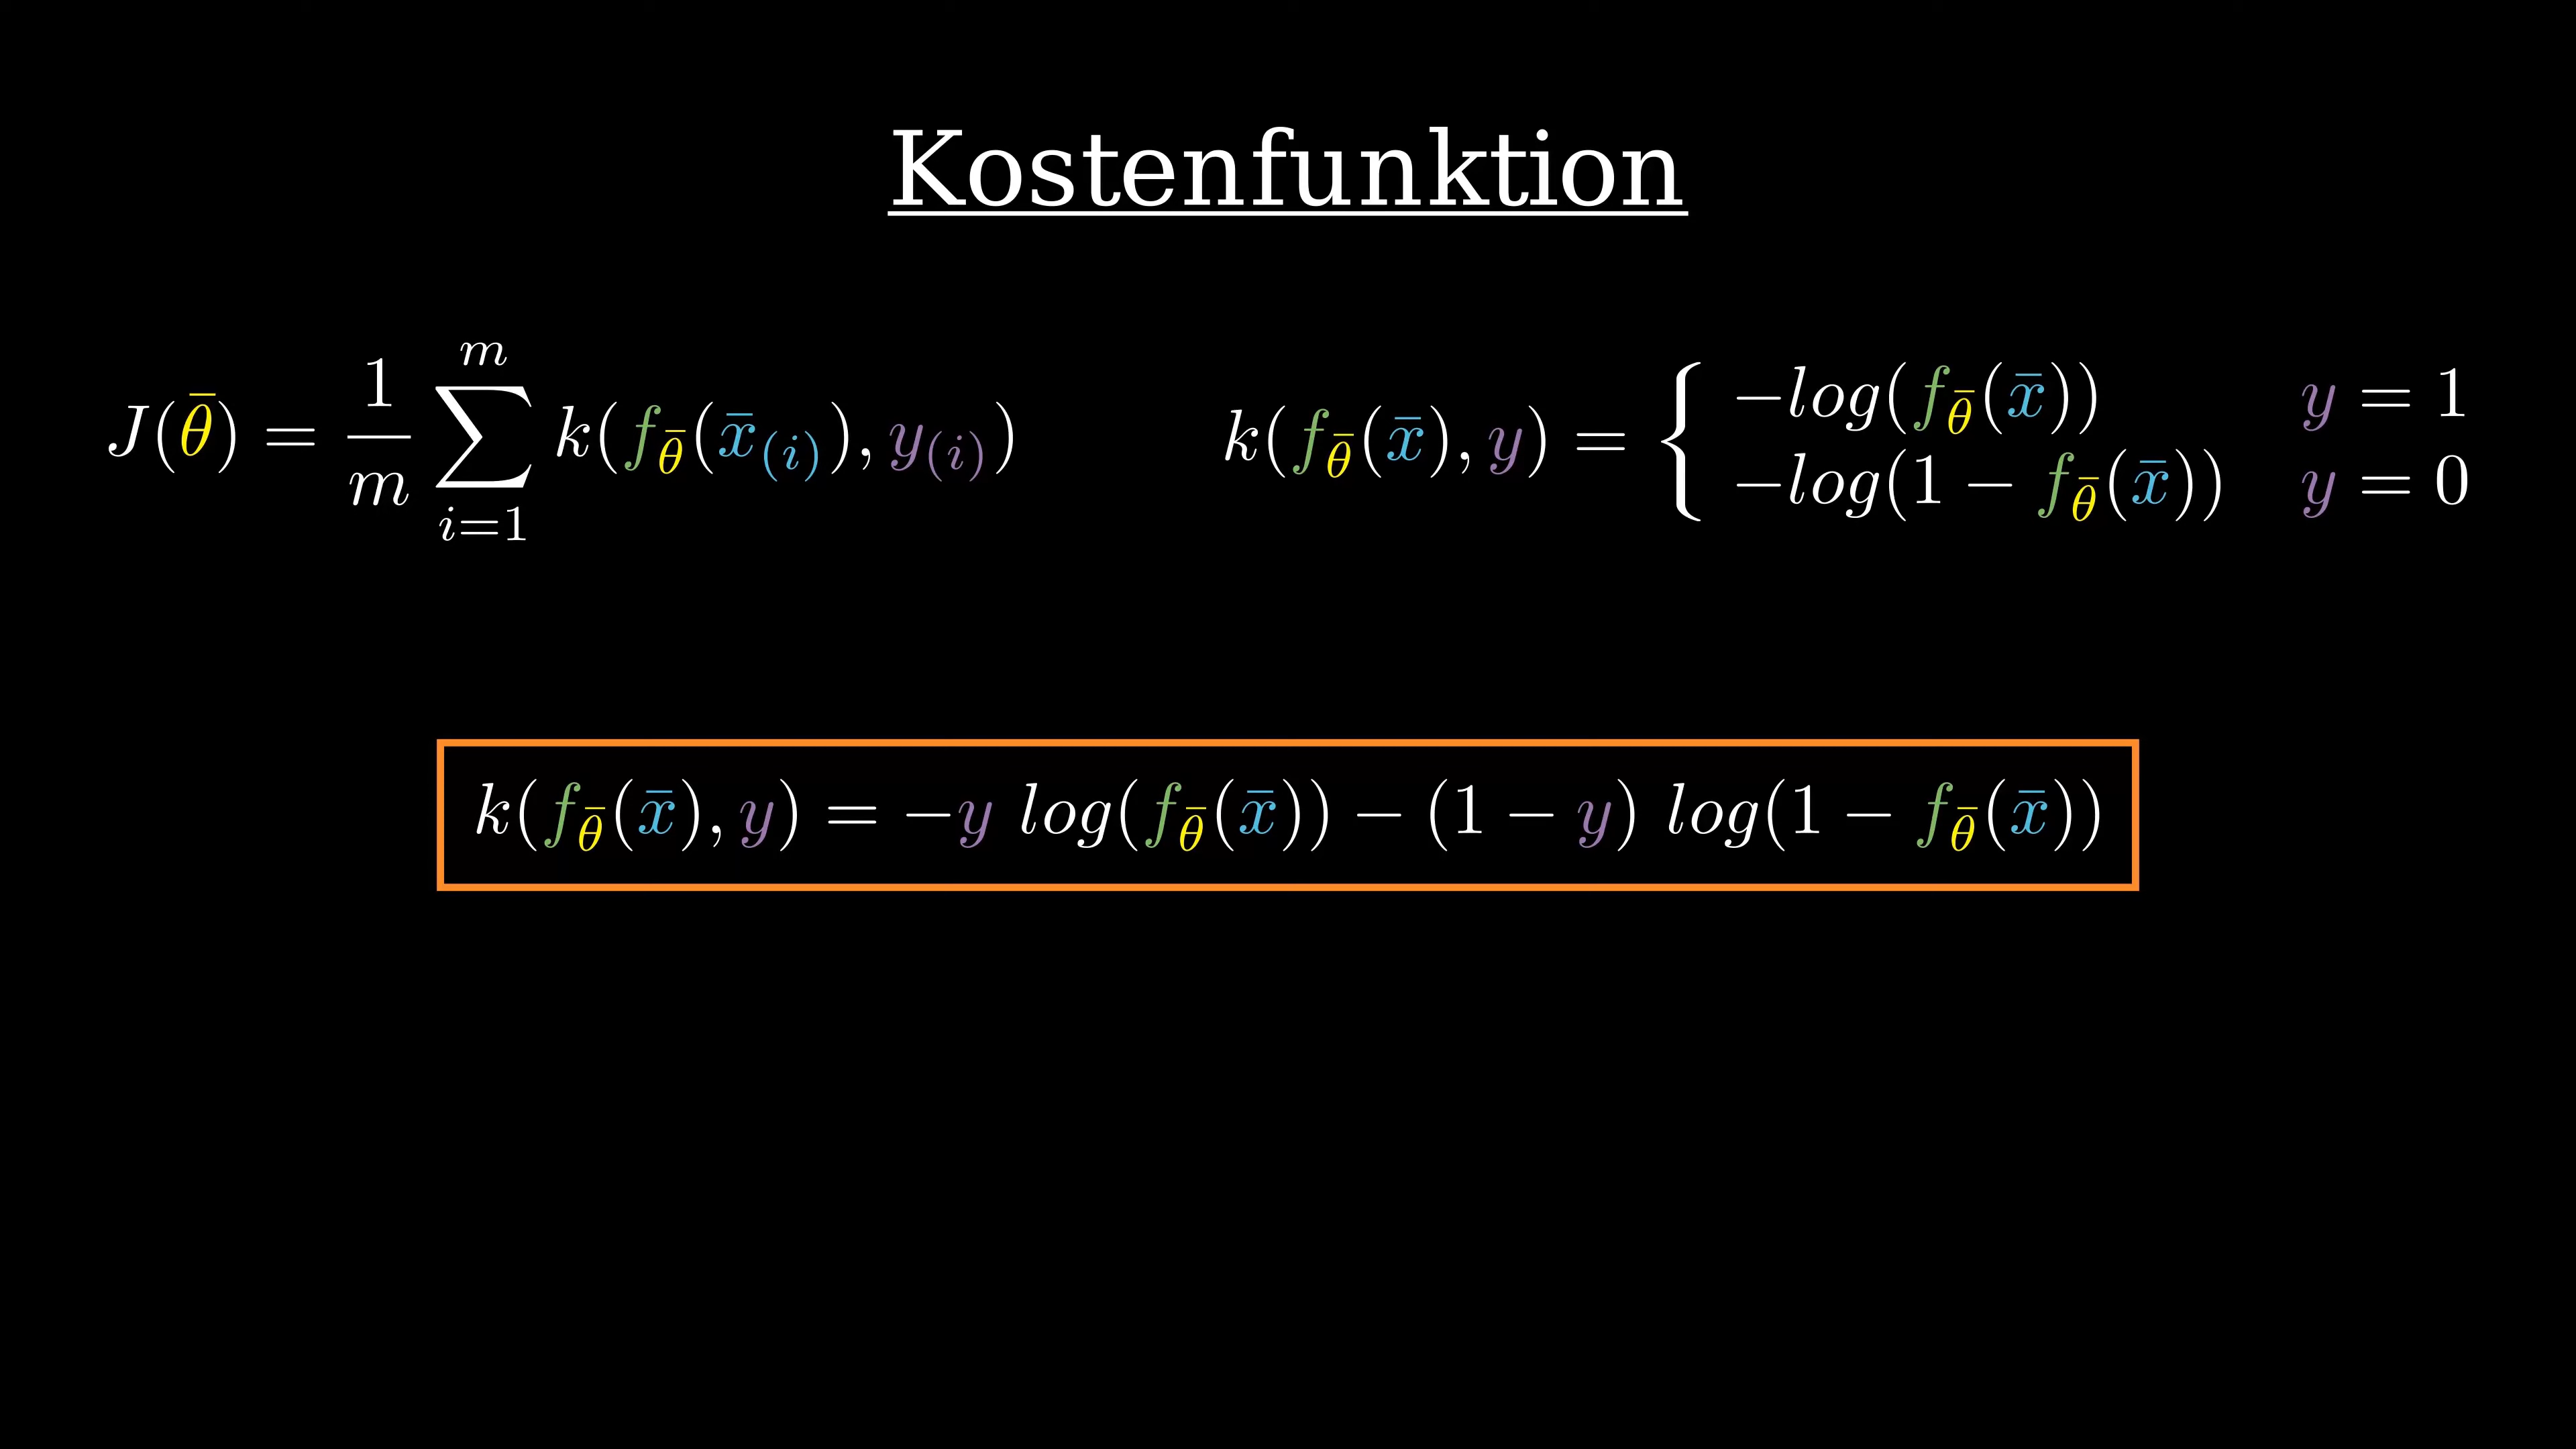 Kostenfunktion
J(θ̄) = 1/m ∑_{i=1}^{m} k(f_θ̄(x̄_(i)), y_(i))
k(f_θ̄(x̄), y) = { −log(f_θ̄(x̄)) y = 1
−log(1 − f_θ̄(x̄)) y = 0
k(f_θ̄(x̄), y) = −y log(f_θ̄(x̄)) − (1 − y) log(1 − f_θ̄(x̄))